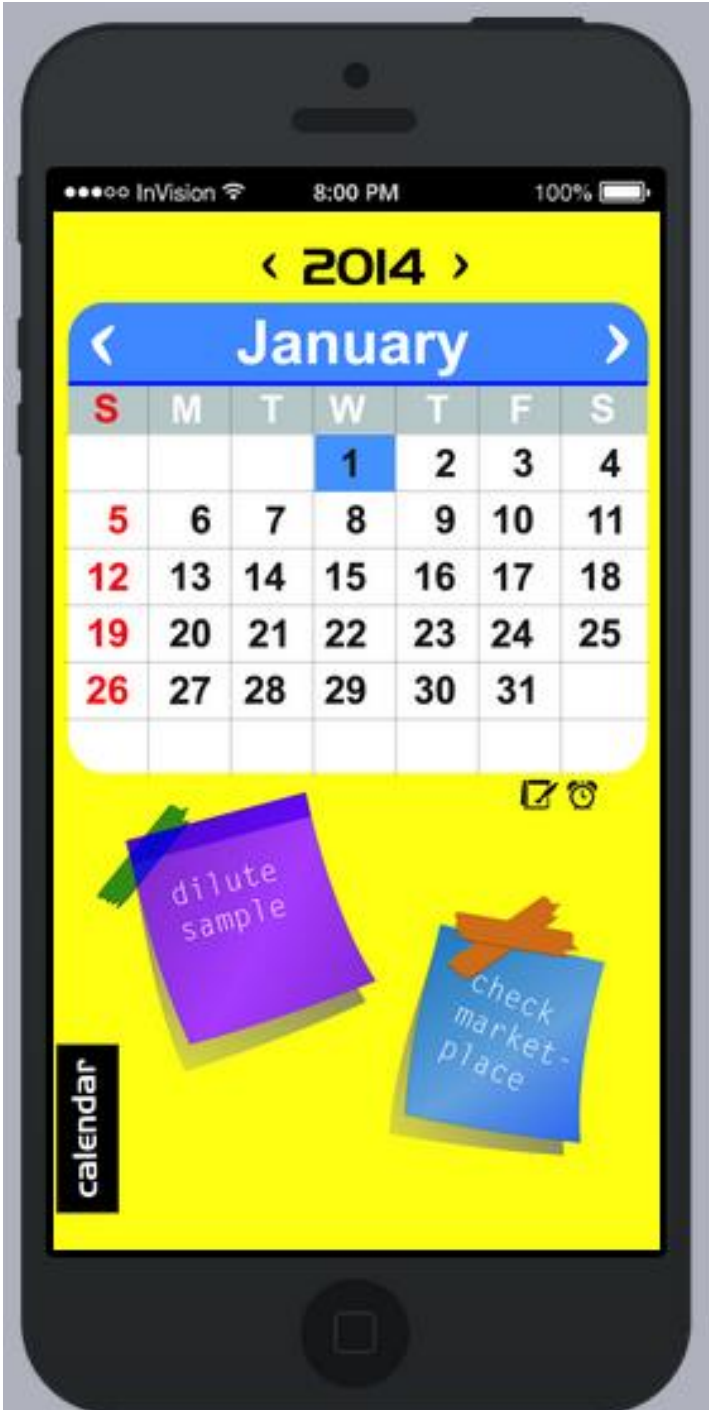 InVision 8:00 PM 100%
‹ 2014 ›
‹ January ›
S M T W T F S
1 2 3 4
5 6 7 8 9 10 11
12 13 14 15 16 17 18
19 20 21 22 23 24 25
26 27 28 29 30 31
dilute
sample
check
market-
place
calendar